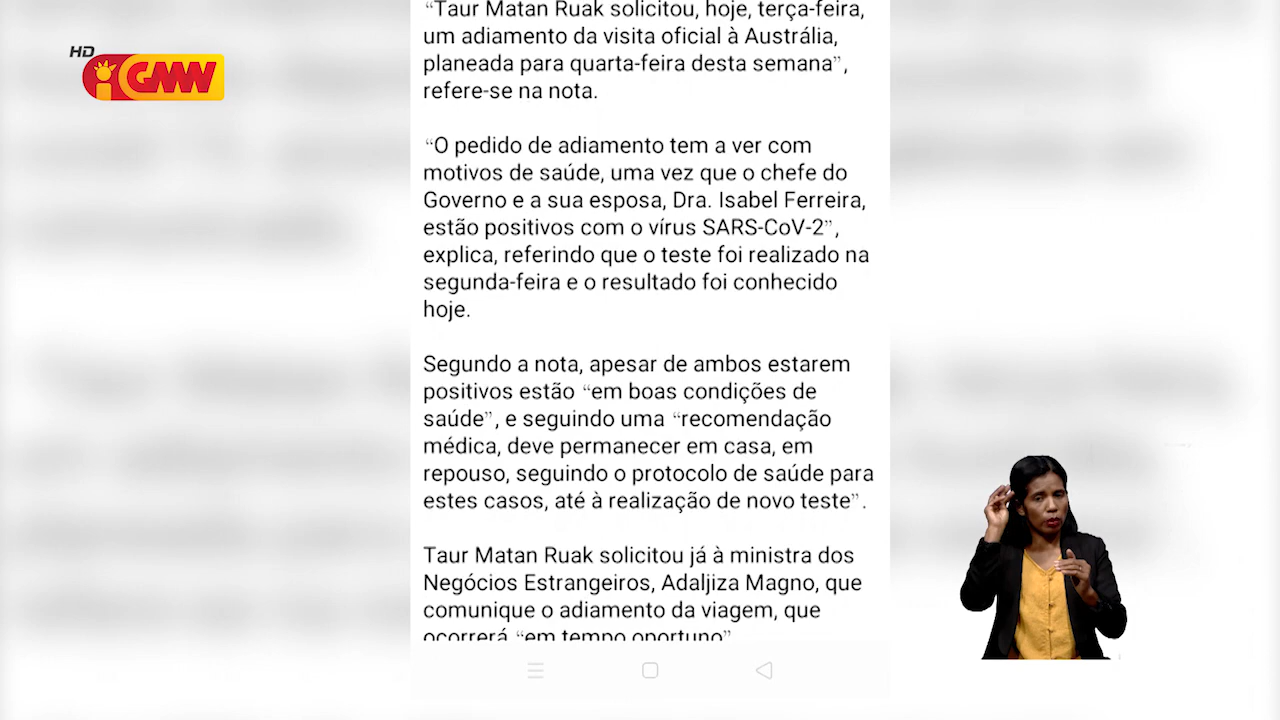 HD
GMN
“Taur Matan Ruak solicitou, hoje, terça-feira,
um adiamento da visita oficial à Austrália,
planeada para quarta-feira desta semana”,
refere-se na nota.
“O pedido de adiamento tem a ver com
motivos de saúde, uma vez que o chefe do
Governo e a sua esposa, Dra. Isabel Ferreira,
estão positivos com o vírus SARS-CoV-2”,
explica, referindo que o teste foi realizado na
segunda-feira e o resultado foi conhecido
hoje.
Segundo a nota, apesar de ambos estarem
positivos estão “em boas condições de
saúde”, e seguindo uma “recomendação
médica, deve permanecer em casa, em
repouso, seguindo o protocolo de saúde para
estes casos, até à realização de novo teste”.
Taur Matan Ruak solicitou já à ministra dos
Negócios Estrangeiros, Adaljiza Magno, que
comunique o adiamento da viagem, que
ocorrerá “em tempo oportuno”